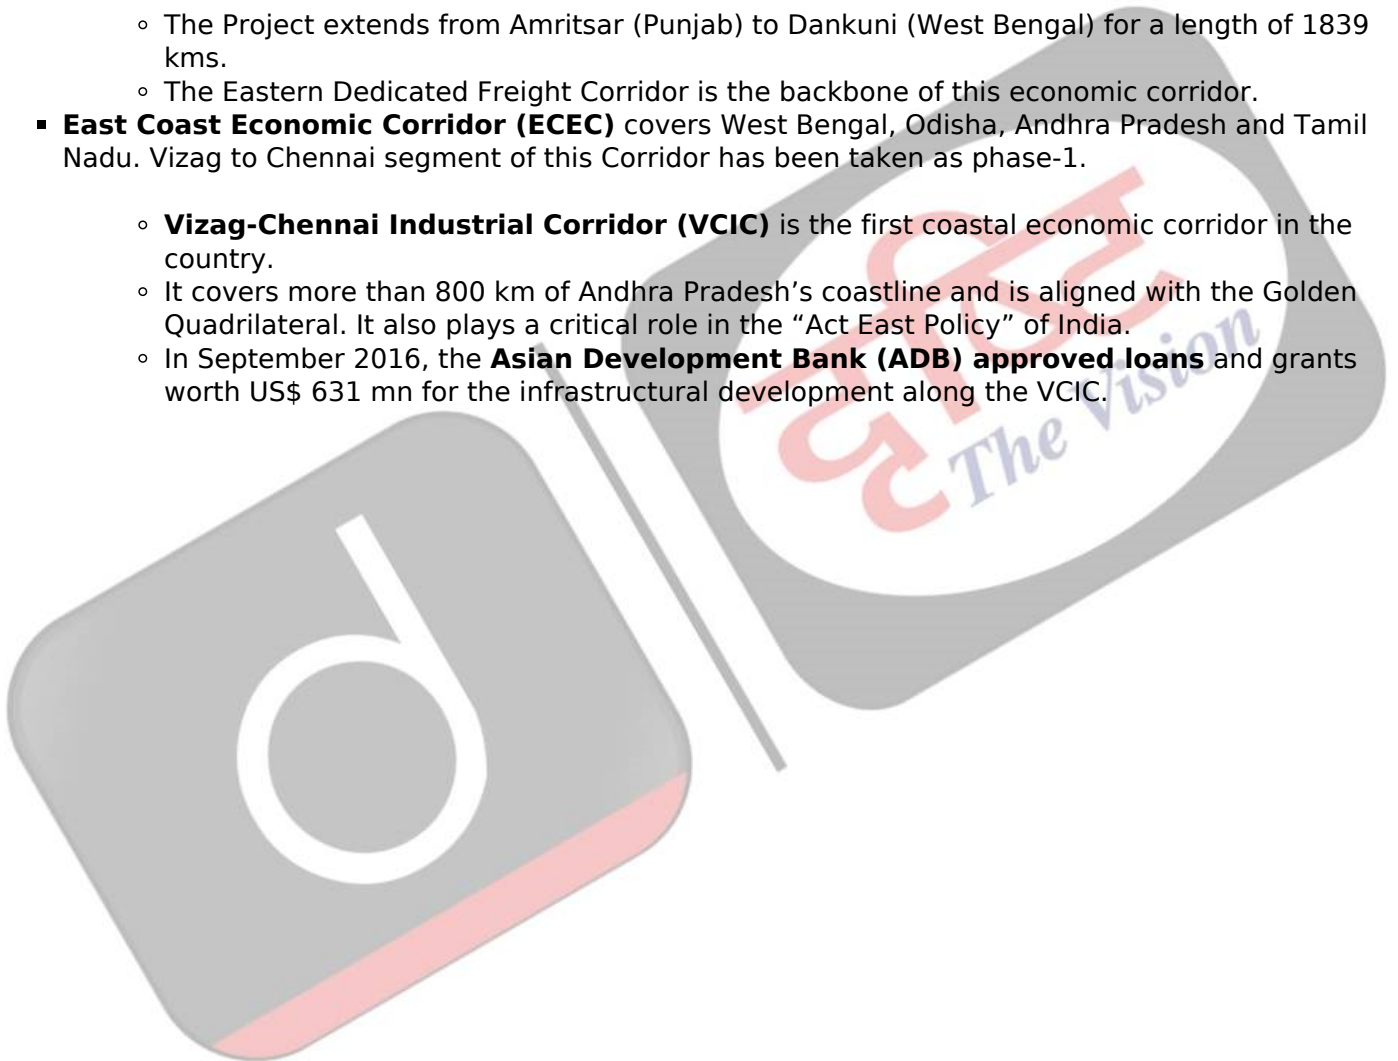 ◦ The Project extends from Amritsar (Punjab) to Dankuni (West Bengal) for a length of 1839
kms.
◦ The Eastern Dedicated Freight Corridor is the backbone of this economic corridor.
▪ East Coast Economic Corridor (ECEC) covers West Bengal, Odisha, Andhra Pradesh and Tamil
Nadu. Vizag to Chennai segment of this Corridor has been taken as phase-1.
◦ Vizag-Chennai Industrial Corridor (VCIC) is the first coastal economic corridor in the
country.
◦ It covers more than 800 km of Andhra Pradesh’s coastline and is aligned with the Golden
Quadrilateral. It also plays a critical role in the “Act East Policy” of India.
◦ In September 2016, the Asian Development Bank (ADB) approved loans and grants
worth US$ 631 mn for the infrastructural development along the VCIC.
दृष्टि
The Vision
d